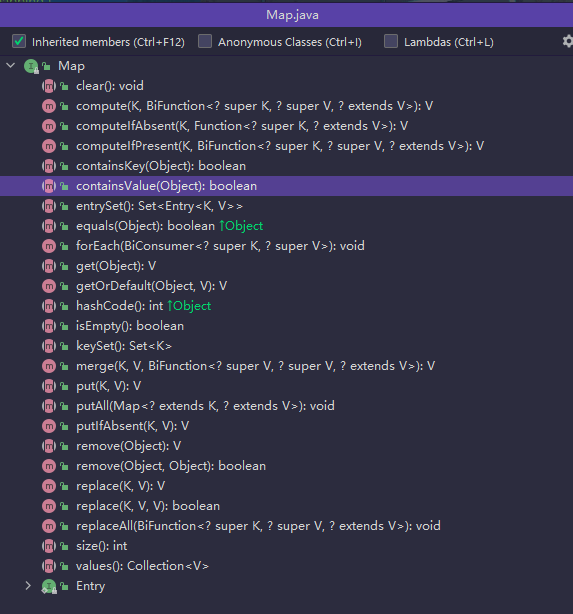 Map.java
Inherited members (Ctrl+F12) Anonymous Classes (Ctrl+I) Lambdas (Ctrl+L)
Map
clear(): void
compute(K, BiFunction<? super K, ? super V, ? extends V>): V
computeIfAbsent(K, Function<? super K, ? extends V>): V
computeIfPresent(K, BiFunction<? super K, ? super V, ? extends V>): V
containsKey(Object): boolean
containsValue(Object): boolean
entrySet(): Set<Entry<K, V>>
equals(Object): boolean ↑Object
forEach(BiConsumer<? super K, ? super V>): void
get(Object): V
getOrDefault(Object, V): V
hashCode(): int ↑Object
isEmpty(): boolean
keySet(): Set<K>
merge(K, V, BiFunction<? super V, ? super V, ? extends V>): V
put(K, V): V
putAll(Map<? extends K, ? extends V>): void
putIfAbsent(K, V): V
remove(Object): V
remove(Object, Object): boolean
replace(K, V): V
replace(K, V, V): boolean
replaceAll(BiFunction<? super K, ? super V, ? extends V>): void
size(): int
values(): Collection<V>
Entry